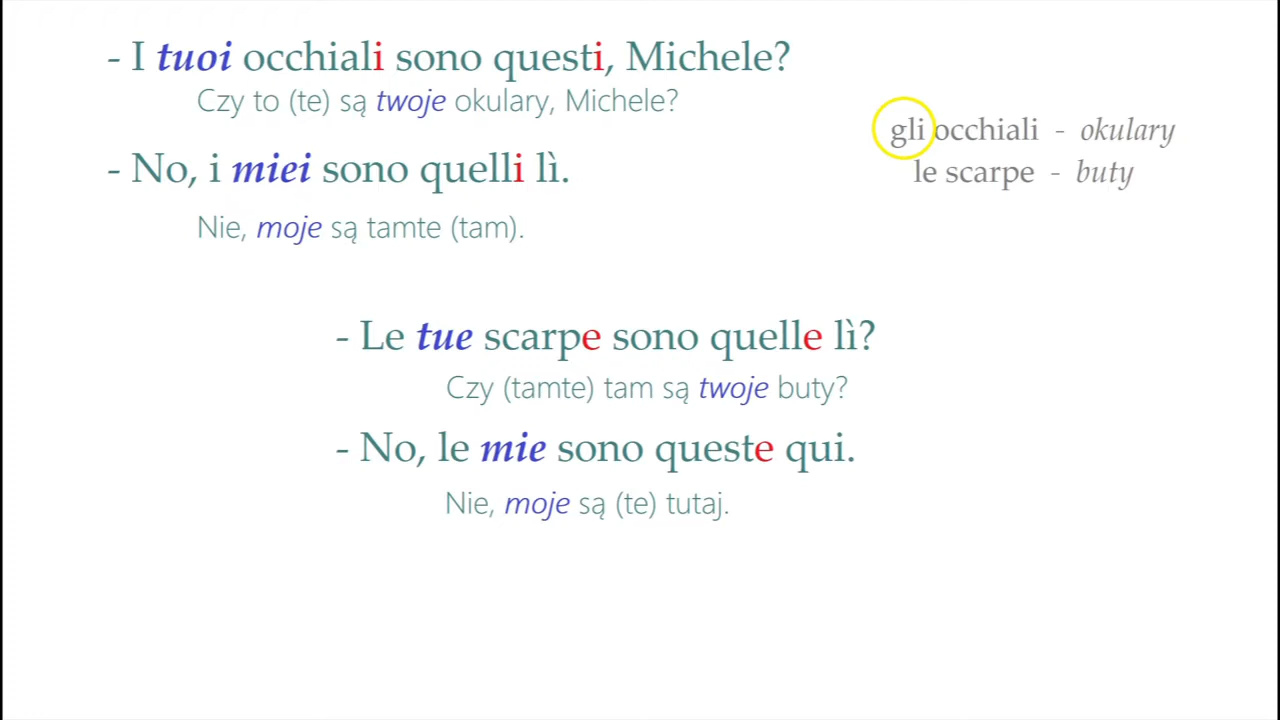 - I tuoi occhiali sono questi, Michele?
Czy to (te) są twoje okulary, Michele?
gli occhiali - okulary
le scarpe - buty
- No, i miei sono quelli lì.
Nie, moje są tamte (tam).
- Le tue scarpe sono quelle lì?
Czy (tamte) tam są twoje buty?
- No, le mie sono queste qui.
Nie, moje są (te) tutaj.